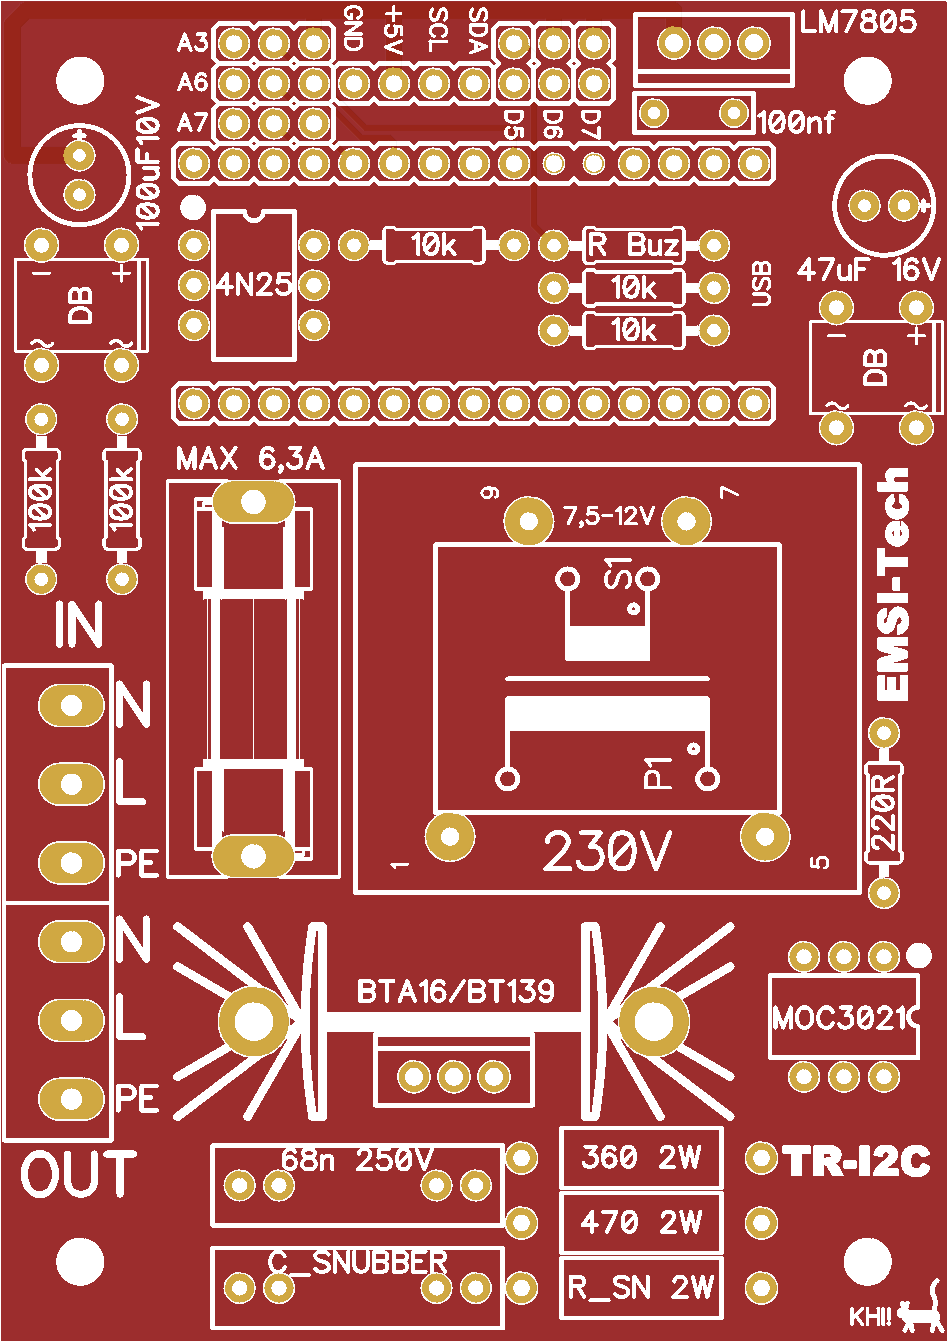 GND +5V SCL SDA
LM7805
A3
A6
A7
D5 D6 D7
100nf
100uF10V
+
+
4N25
10k
R Buz
10k
10k
USB
47uF 16V
− +
DB
~ ~
− +
DB
~ ~
MAX 6,3A
100k 100k
9 7
7,5-12V
S1
EMSI-Tech
IN
N
L
PE
N
L
PE
OUT
P1
230V
1 5
220R
BTA16/BT139
MOC3021
68n 250V
360 2W
TR-I2C
470 2W
C_SNUBBER
R_SN 2W
KH!!